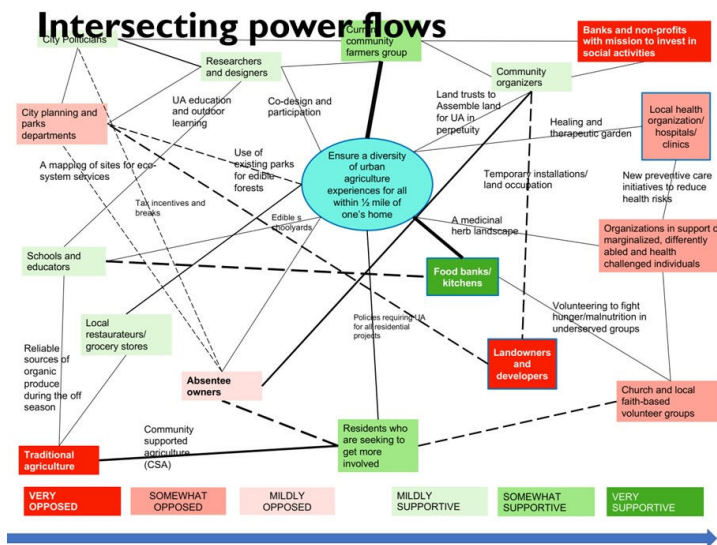 Intersecting power flows
City Politicians
Current
community
farmers group
Banks and non-profits
with mission to invest in
social activities
Researchers
and designers
Community
organizers
UA education
and outdoor
learning
Co-design and
participation
Land trusts to
Assemble land
for UA in
perpetuity
City planning and
parks
departments
Healing and
therapeutic garden
Local health
organization/
hospitals/
clinics
A mapping of sites for eco-
system services
Use of
existing parks
for edible
forests
Ensure a diversity
of urban
agriculture
experiences for all
within ½ mile of
one's home
Temporary installations/
land occupation
New preventive care
initiatives to reduce
health risks
Tax incentives and
breaks
Edible s
choolyards
A medicinal
herb landscape
Organizations in support o
marginalized, differently
abled and health
challenged individuals
Schools and
educators
Food banks/
kitchens
Local
restaurateurs/
grocery stores
Policies requiring UA
for all residential
projects
Volunteering to fight
hunger/malnutrition in
underserved groups
Reliable
sources of
organic
produce
during the off
season
Absentee
owners
Landowners
and
developers
Church and local
faith-based
volunteer groups
Community
supported
agriculture
(CSA)
Residents who
are seeking to
get more
involved
Traditional
agriculture
VERY
OPPOSED
SOMEWHAT
OPPOSED
MILDLY
OPPOSED
MILDLY
SUPPORTIVE
SOMEWHAT
SUPPORTIVE
VERY
SUPPORTIVE